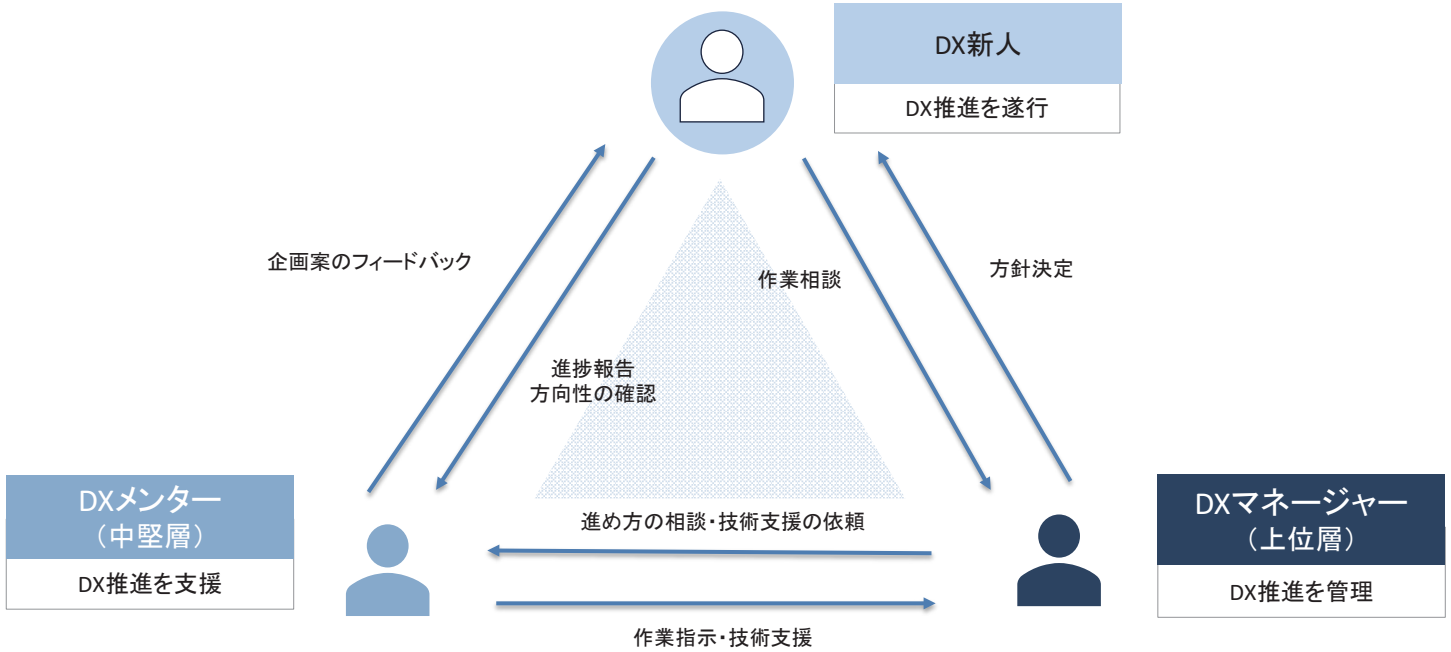 DX新人
DX推進を遂行
企画案のフィードバック
作業相談
方針決定
進捗報告
方向性の確認
DXメンター
（中堅層）
DX推進を支援
進め方の相談・技術支援の依頼
DXマネージャー
（上位層）
DX推進を管理
作業指示・技術支援